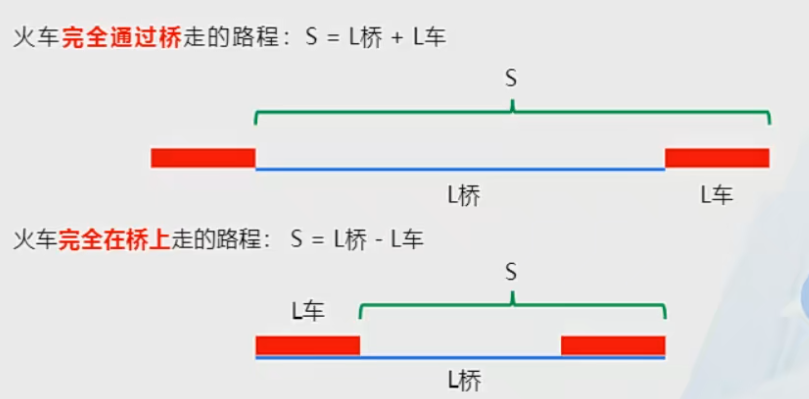 火车完全通过桥走的路程：S = L桥 + L车
S
L桥
L车
火车完全在桥上走的路程： S = L桥 - L车
S
L车
L桥